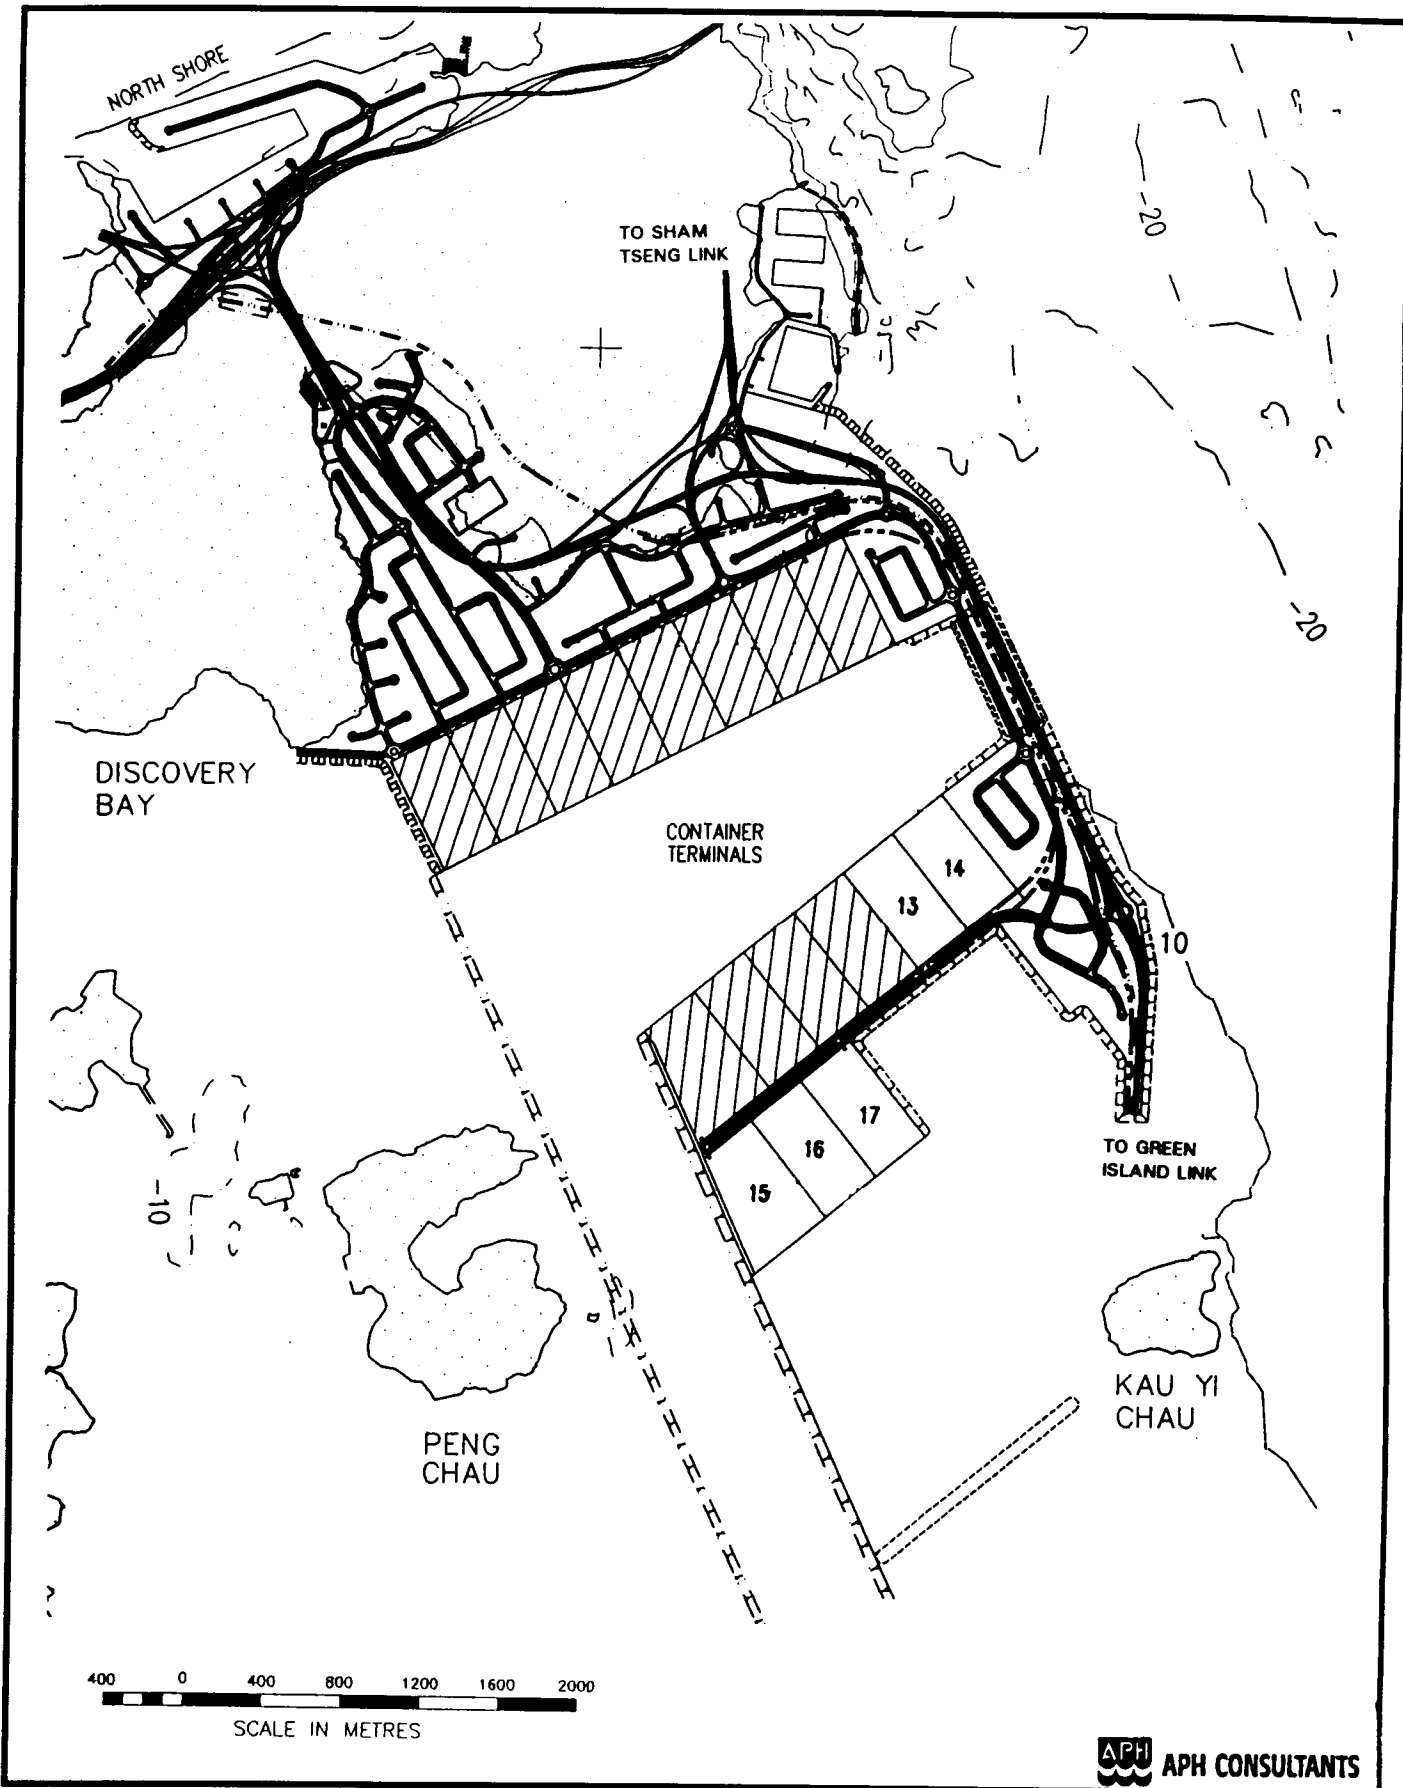 NORTH SHORE
-20
TO SHAM
TSENG LINK
-20
DISCOVERY
BAY
CONTAINER
TERMINALS
14
13
10
17
16
15
TO GREEN
ISLAND LINK
-10
KAU YI
CHAU
PENG
CHAU
400 0 400 800 1200 1600 2000
SCALE IN METRES
APH APH CONSULTANTS